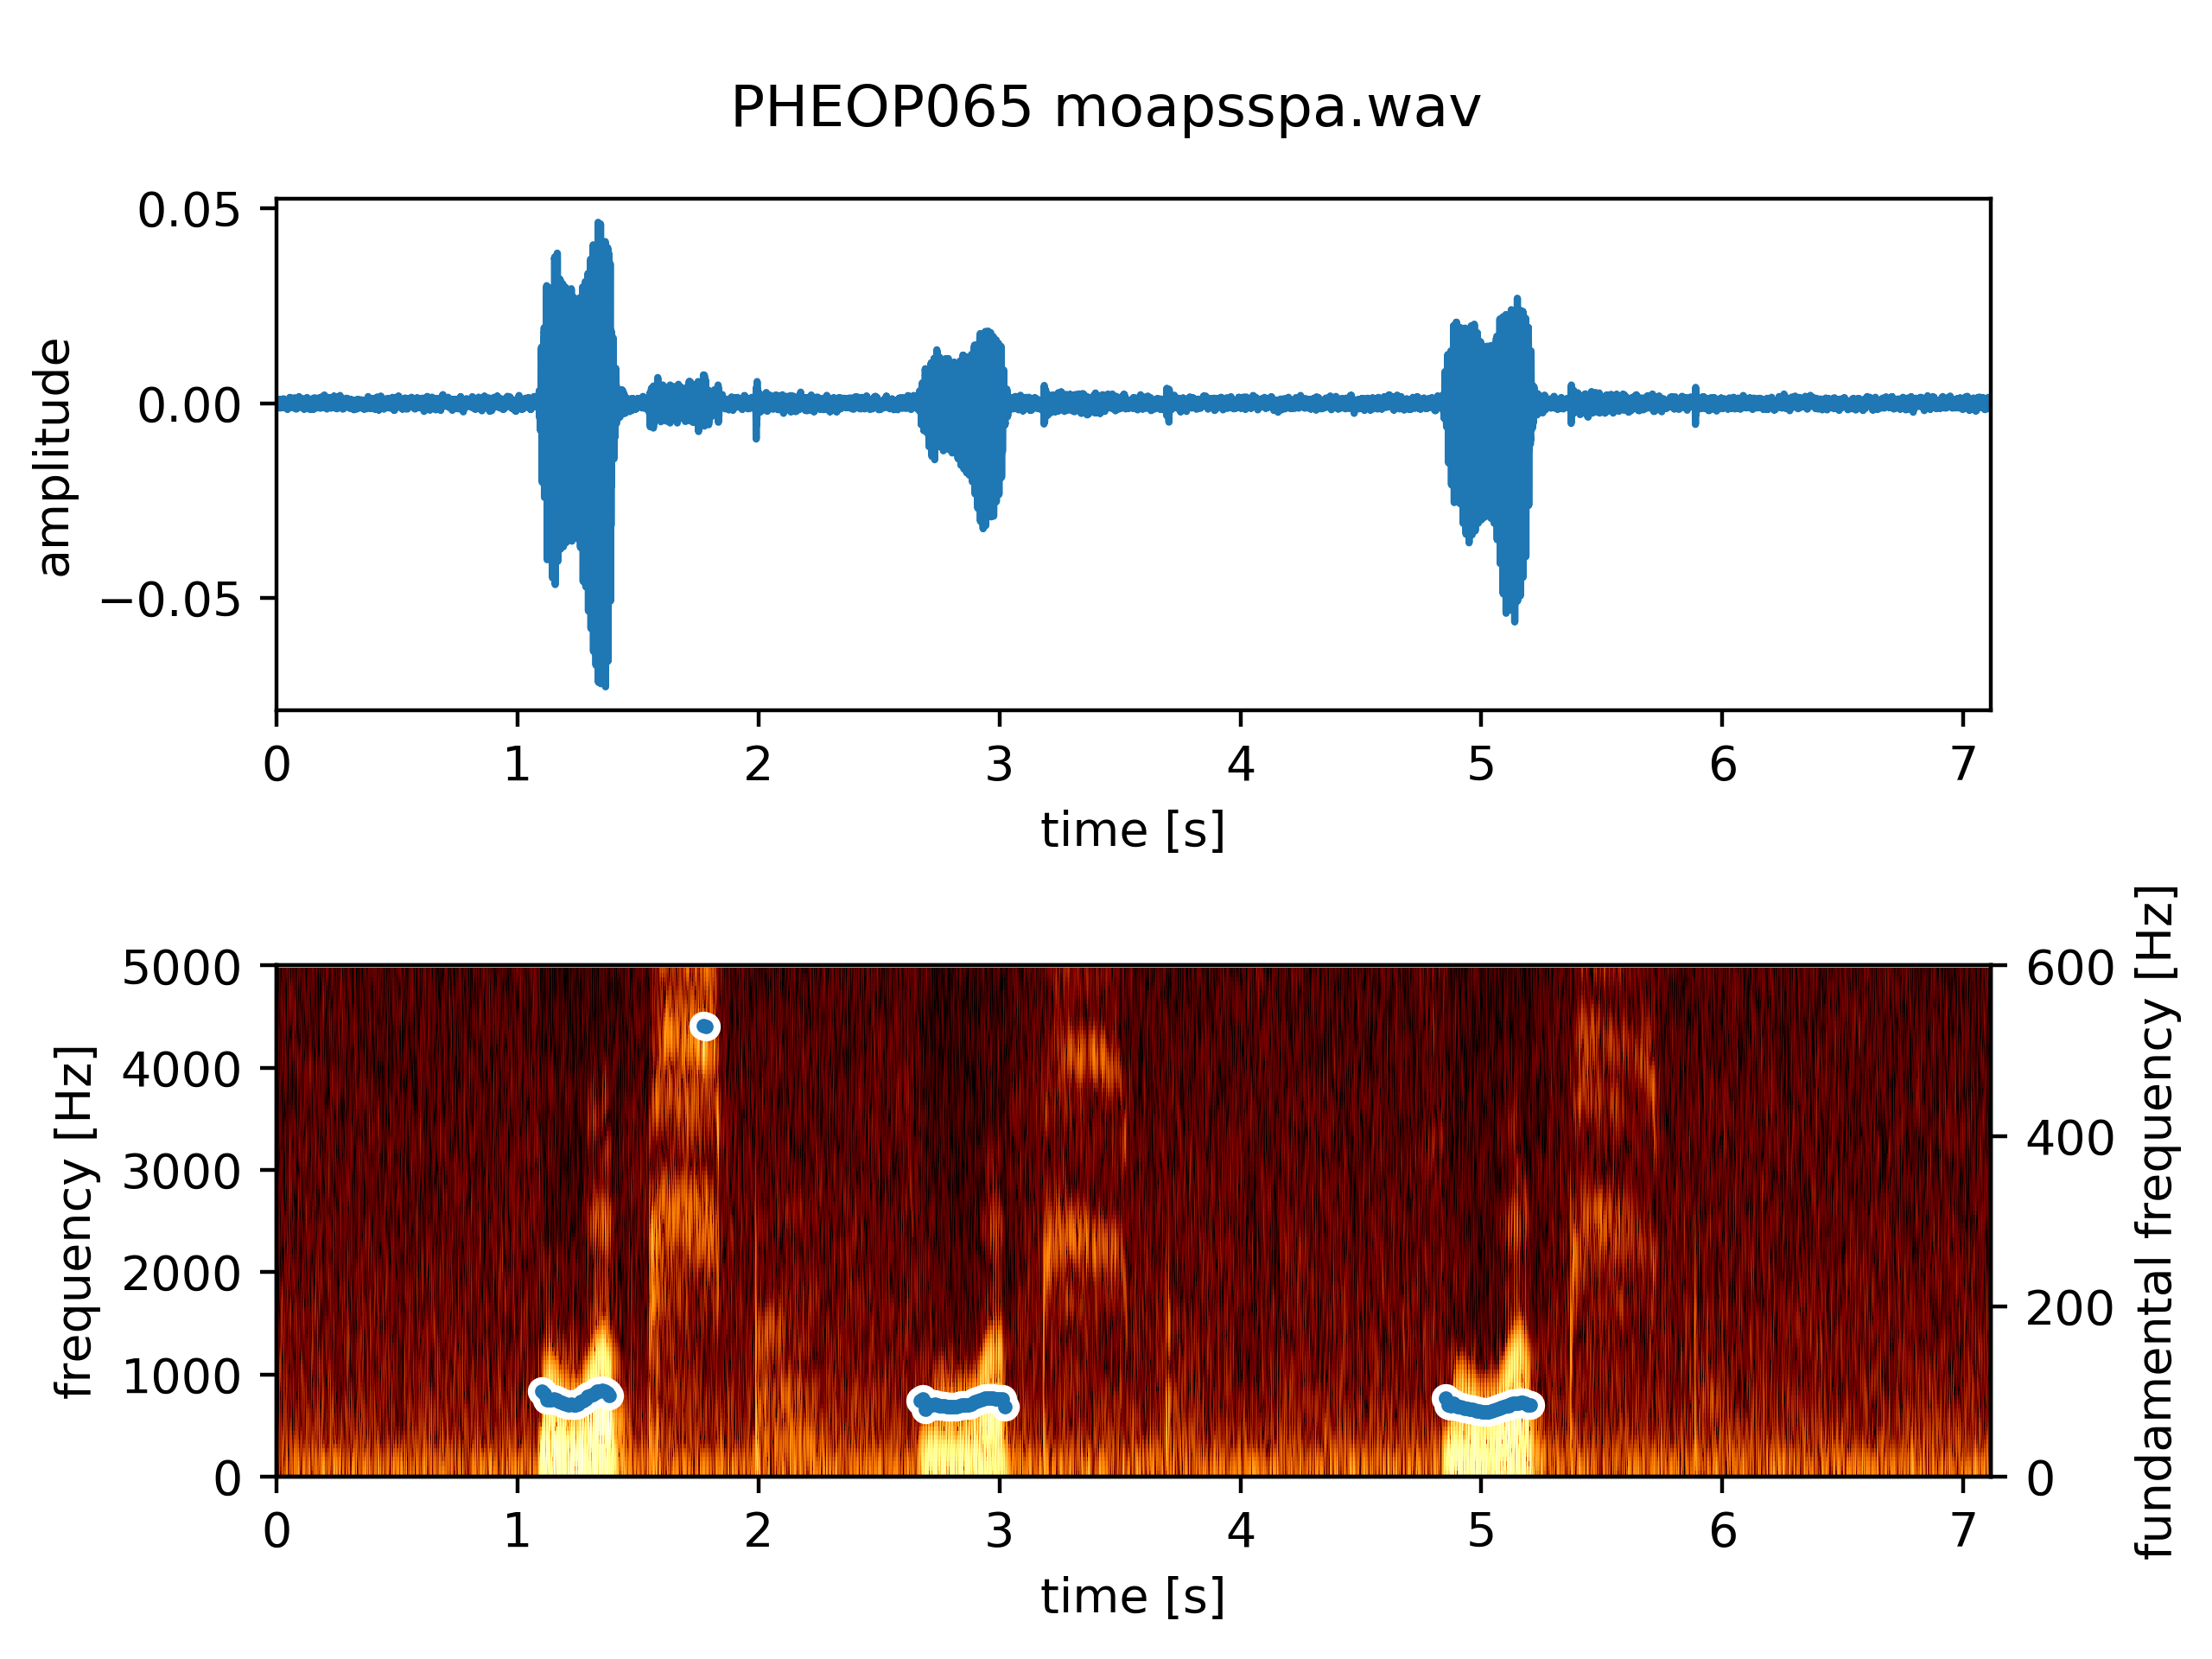 PHEOP065 moapsspa.wav
0.05
0.00
−0.05
amplitude
0 1 2 3 4 5 6 7
time [s]
5000
4000
3000
2000
1000
0
frequency [Hz]
600
400
200
0
fundamental frequency [Hz]
0 1 2 3 4 5 6 7
time [s]